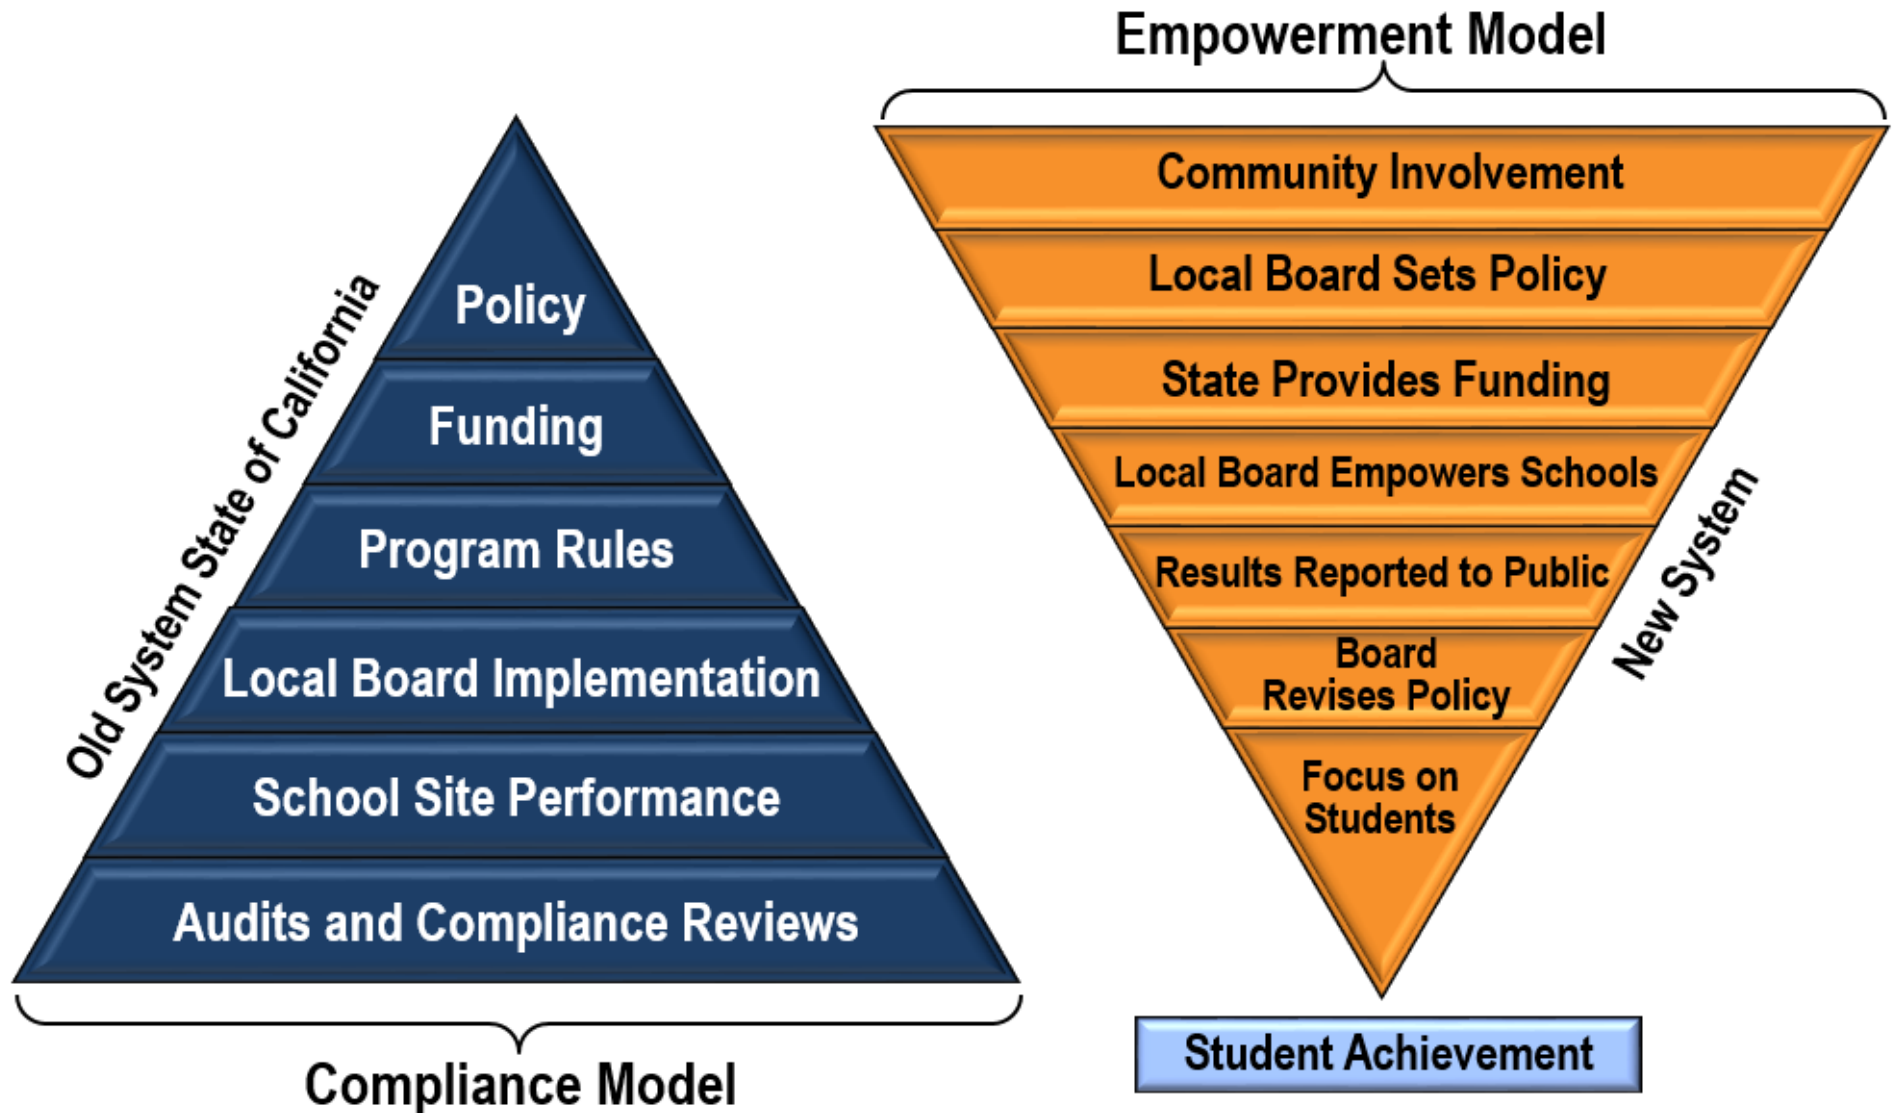 Old System State of California
Policy
Funding
Program Rules
Local Board Implementation
School Site Performance
Audits and Compliance Reviews
Compliance Model
Empowerment Model
Community Involvement
Local Board Sets Policy
State Provides Funding
Local Board Empowers Schools
Results Reported to Public
Board
Revises Policy
Focus on
Students
New System
Student Achievement